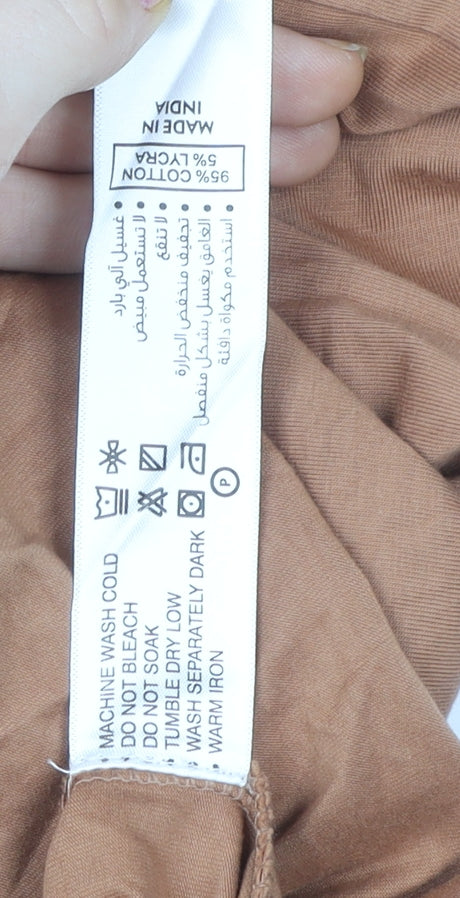 MADE IN
INDIA
95% COTTON
5% LYCRA
• غسيل آلي بارد
• لا تستعمل مبيض
• لا تنقع
• تجفيف منخفض الحرارة
• الغامق يغسل بشكل منفصل
• استخدم مكواة دافئة
P
• MACHINE WASH COLD
• DO NOT BLEACH
• DO NOT SOAK
• TUMBLE DRY LOW
• WASH SEPARATELY DARK
• WARM IRON